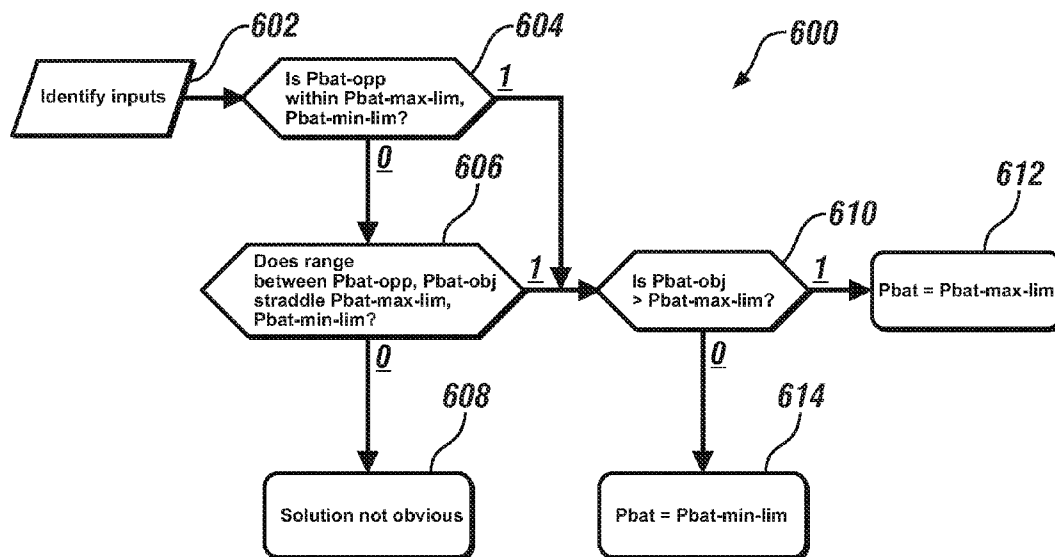 602
604
600
Identify inputs
Is Pbat-opp
within Pbat-max-lim,
Pbat-min-lim?
1
0
606
610
612
Does range
between Pbat-opp, Pbat-obj
straddle Pbat-max-lim,
Pbat-min-lim?
1
Is Pbat-obj
> Pbat-max-lim?
1
Pbat = Pbat-max-lim
0
0
608
614
Solution not obvious
Pbat = Pbat-min-lim